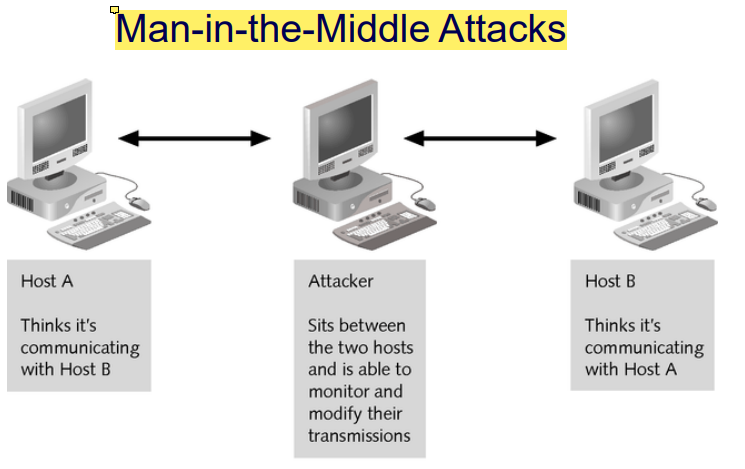 Man-in-the-Middle Attacks
Host A
Thinks it's
communicating
with Host B
Attacker
Sits between
the two hosts
and is able to
monitor and
modify their
transmissions
Host B
Thinks it's
communicating
with Host A